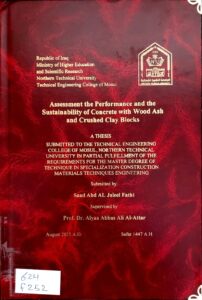 Republic of Iraq
Ministry of Higher Education
and Scientific Research
Northern Technical University
Technical Engineering College of Mosul
Assessment the Performance and the
Sustainability of Concrete with Wood Ash
and Crushed Clay Blocks
A THESIS
SUBMITTED TO THE TECHNICAL ENGINEERING
COLLEGE OF MOSUL, NORTHERN TECHNICAL
UNIVERSITY IN PARTIAL FULFILLMENT OF THE
REQUIREMENTS FOR THE MASTER DEGREE OF
TECHNIQUE IN SPECIALIZATION CONSTRUCTION
MATERIALS TECHNIQUES ENGINEERING
Submitted by
Saad Abd AL Jaleel Fathi
Supervised by
Prof. Dr. Alyaa Abbas Ali Al-Attar
August 2025 A.D
Safar 1447 A.H
624
F252